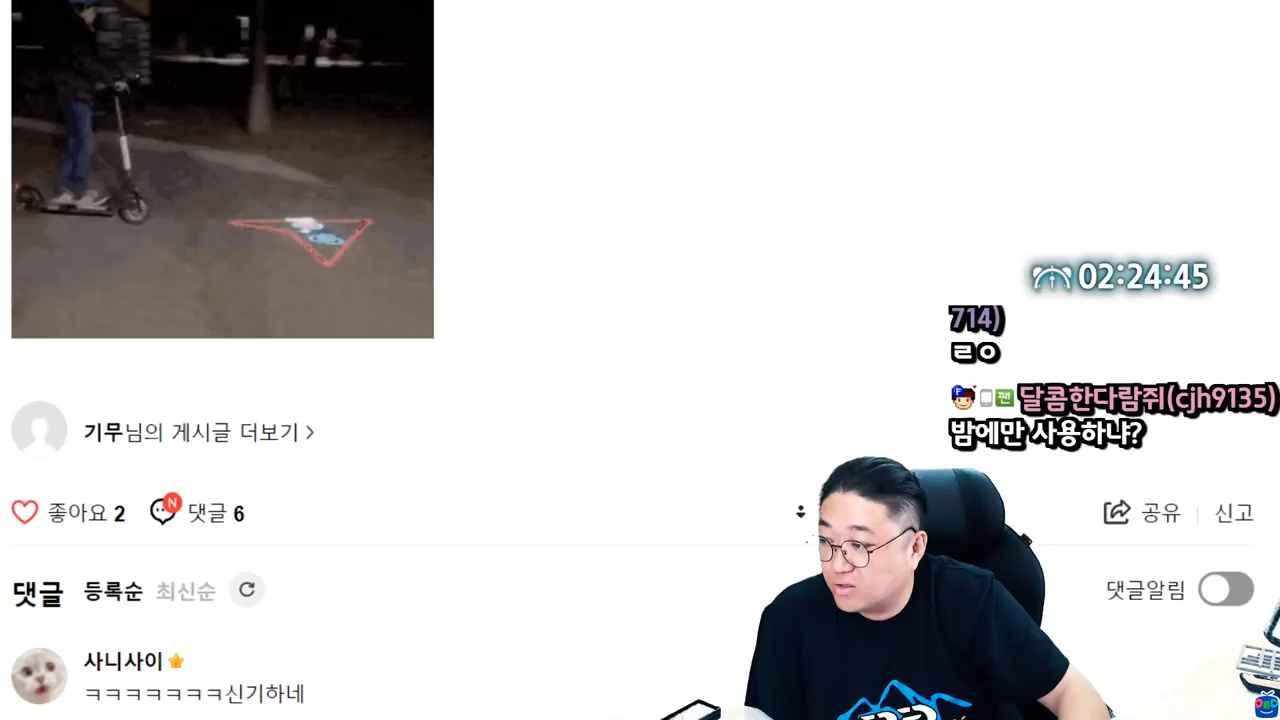 02:24:45
714)
ㄹㅇ
F 짼 달콤한다람쥐(cjh9135)
밤에만 사용하냐?
기무님의 게시글 더보기 >
좋아요 2 N 댓글 6
공유 신고
댓글 등록순 최신순
댓글알림
사니사이
ㅋㅋㅋㅋㅋㅋㅋ신기하네